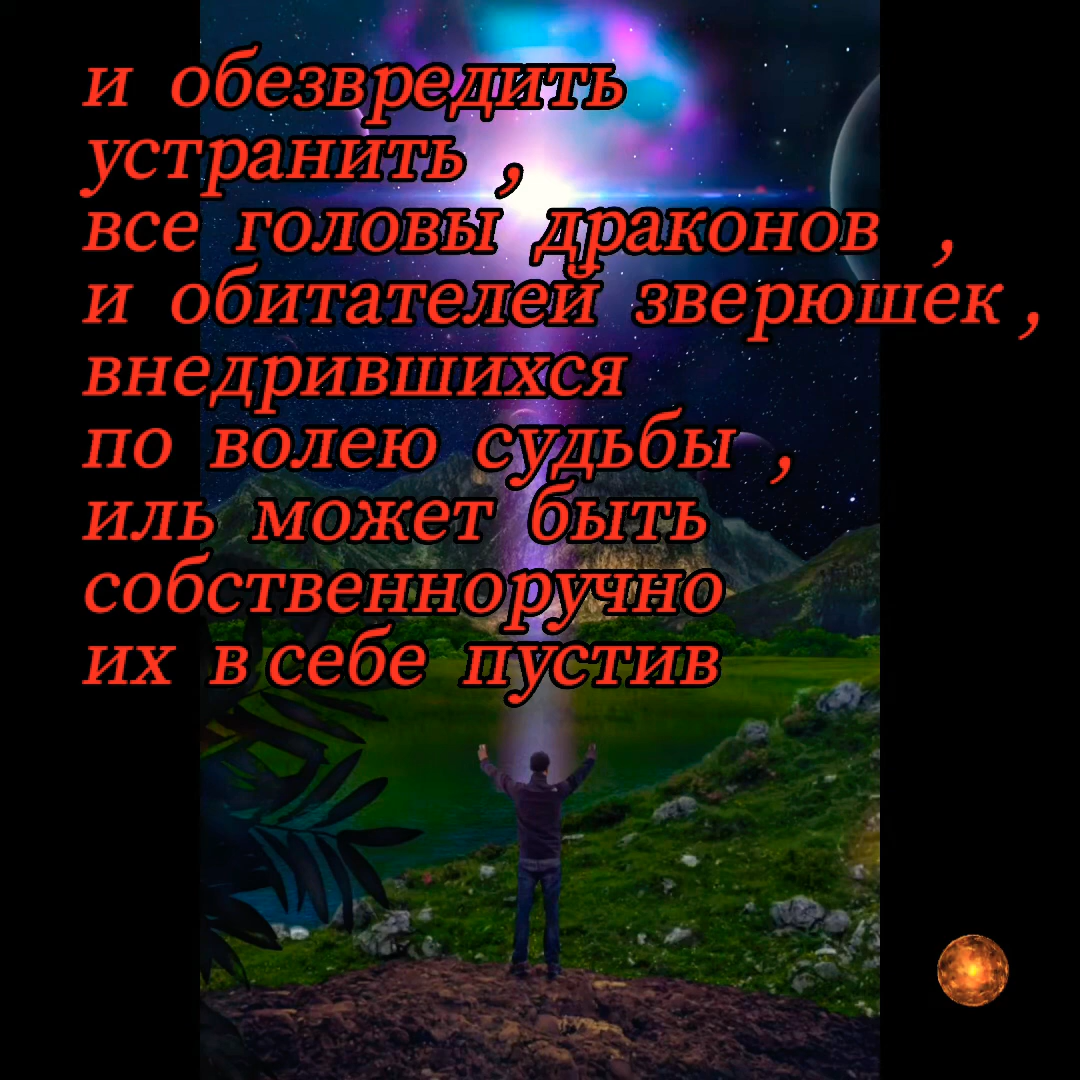 и обезвредить
устранить ,
все головы драконов ,
и обитателей зверюшек ,
внедрившихся
по волею судьбы ,
иль может быть
собственноручно
их в себе пустив